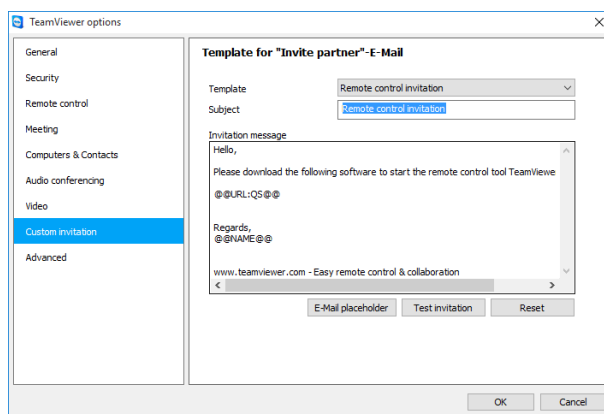 TeamViewer options
General
Security
Remote control
Meeting
Computers & Contacts
Audio conferencing
Video
Custom invitation
Advanced
Template for "Invite partner"-E-Mail
Template
Remote control invitation
Subject
Remote control invitation
Invitation message
Hello,
Please download the following software to start the remote control tool TeamViewe
@@URL:QS@@
Regards,
@@NAME@@
www.teamviewer.com - Easy remote control & collaboration
E-Mail placeholder
Test invitation
Reset
OK
Cancel